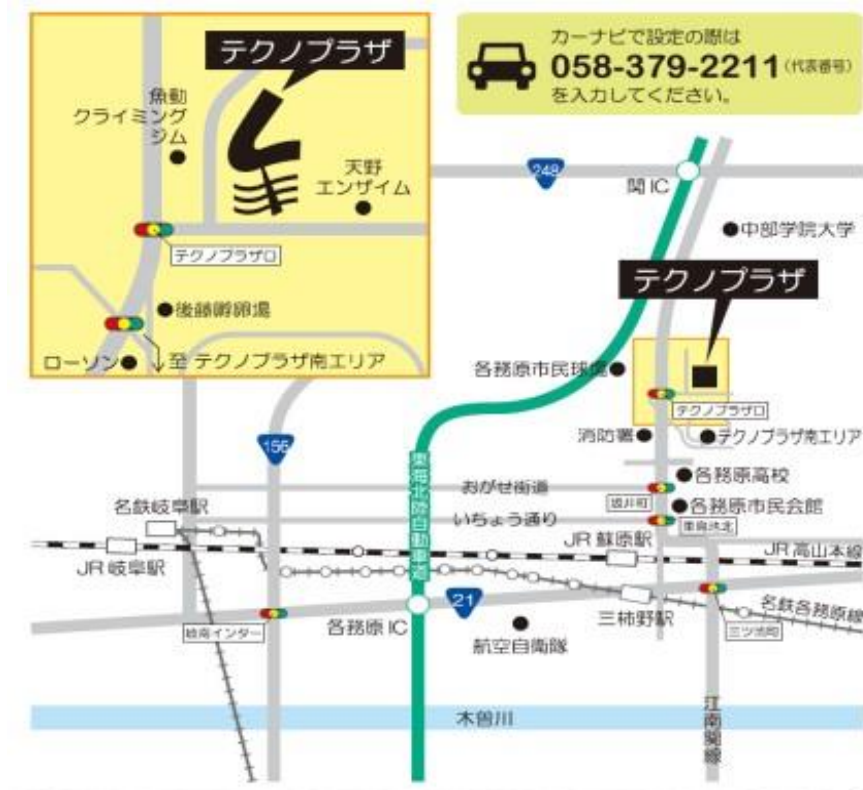 テクノプラザ
魚動
クライミング
ジム
天野
エンザイム
テクノプラザ口
後藤孵卵場
ローソン
至 テクノプラザ南エリア
カーナビで設定の際は
058-379-2211(代表番号)
を入力してください。
248
関IC
中部学院大学
テクノプラザ
各務原市民球場
テクノプラザ口
消防署
テクノプラザ南エリア
156
東海北陸自動車道
おがせ街道
各務原高校
各務原市民会館
いちょう通り
名鉄岐阜駅
JR 岐阜駅
JR 蘇原駅
JR 高山本線
21
岐南インター
各務原 IC
航空自衛隊
三柿野駅
三ツ池町
名鉄各務原線
木曽川
江南関線